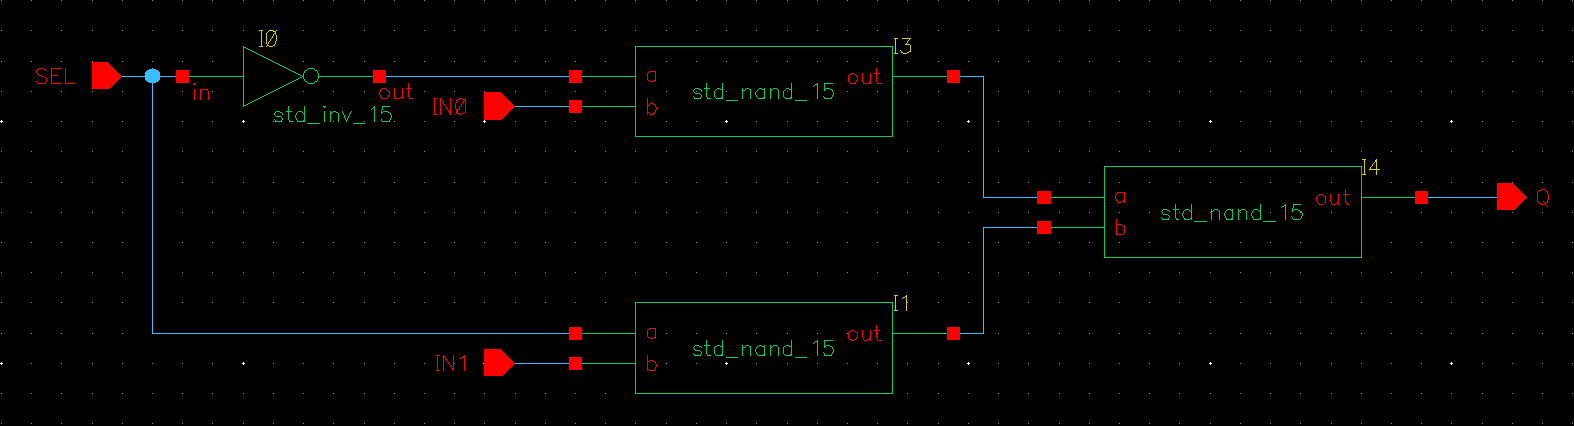 I0
I3
SEL
in
out
std_inv_15
IN0
a
b
out
std_nand_15
I4
a
b
out
std_nand_15
Q
I1
a
b
out
std_nand_15
IN1